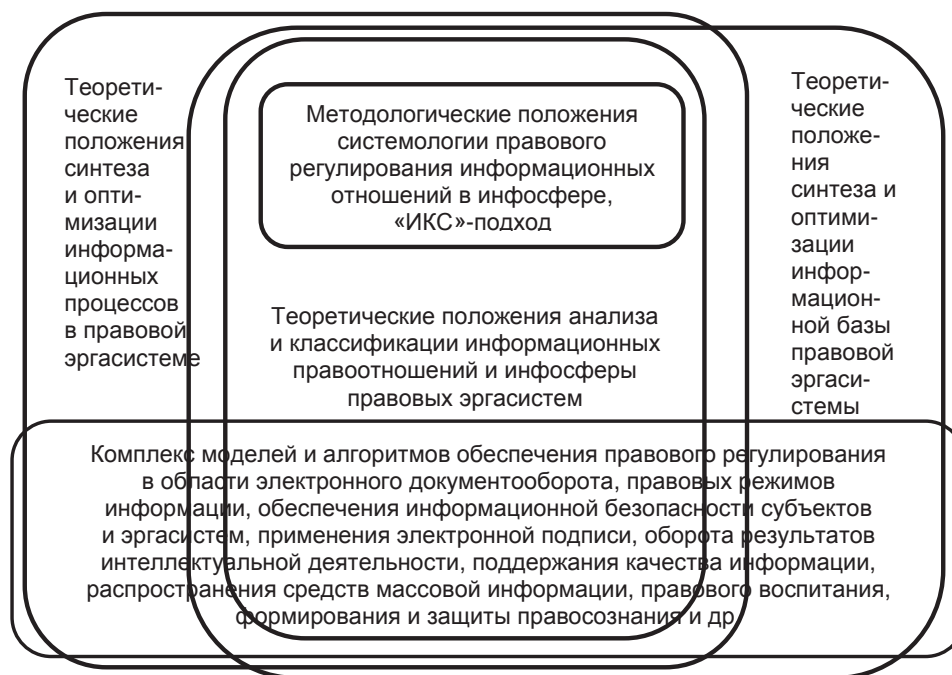 Теорети-
ческие
положения
синтеза
и опти-
мизации
информа-
ционных
процессов
в правовой
эргасистеме
Методологические положения
системологии правового
регулирования информационных
отношений в инфосфере,
«ИКС»-подход
Теоретические положения анализа
и классификации информационных
правоотношений и инфосферы
правовых эргасистем
Теорети-
ческие
положе-
ния
синтеза и
оптими-
зации
инфор-
мацион-
ной базы
правовой
эргаси-
стемы
Комплекс моделей и алгоритмов обеспечения правового регулирования
в области электронного документооборота, правовых режимов
информации, обеспечения информационной безопасности субъектов
и эргасистем, применения электронной подписи, оборота результатов
интеллектуальной деятельности, поддержания качества информации,
распространения средств массовой информации, правового воспитания,
формирования и защиты правосознания и др